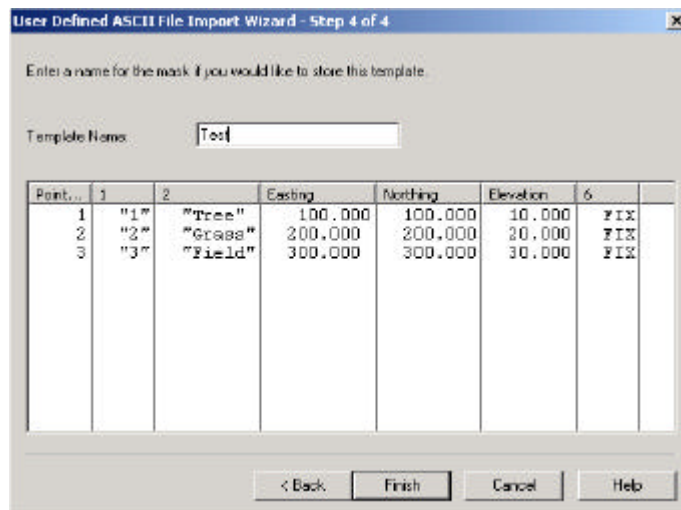 User Defined ASCII File Import Wizard - Step 4 of 4
Enter a name for the mask if you would like to store this template.
Template Name: Test
Point... 1 2 Easting Northing Elevation 6
1 "1" "Tree" 100.000 100.000 10.000 FIX
2 "2" "Grass" 200.000 200.000 20.000 FIX
3 "3" "Field" 300.000 300.000 30.000 FIX
< Back Finish Cancel Help